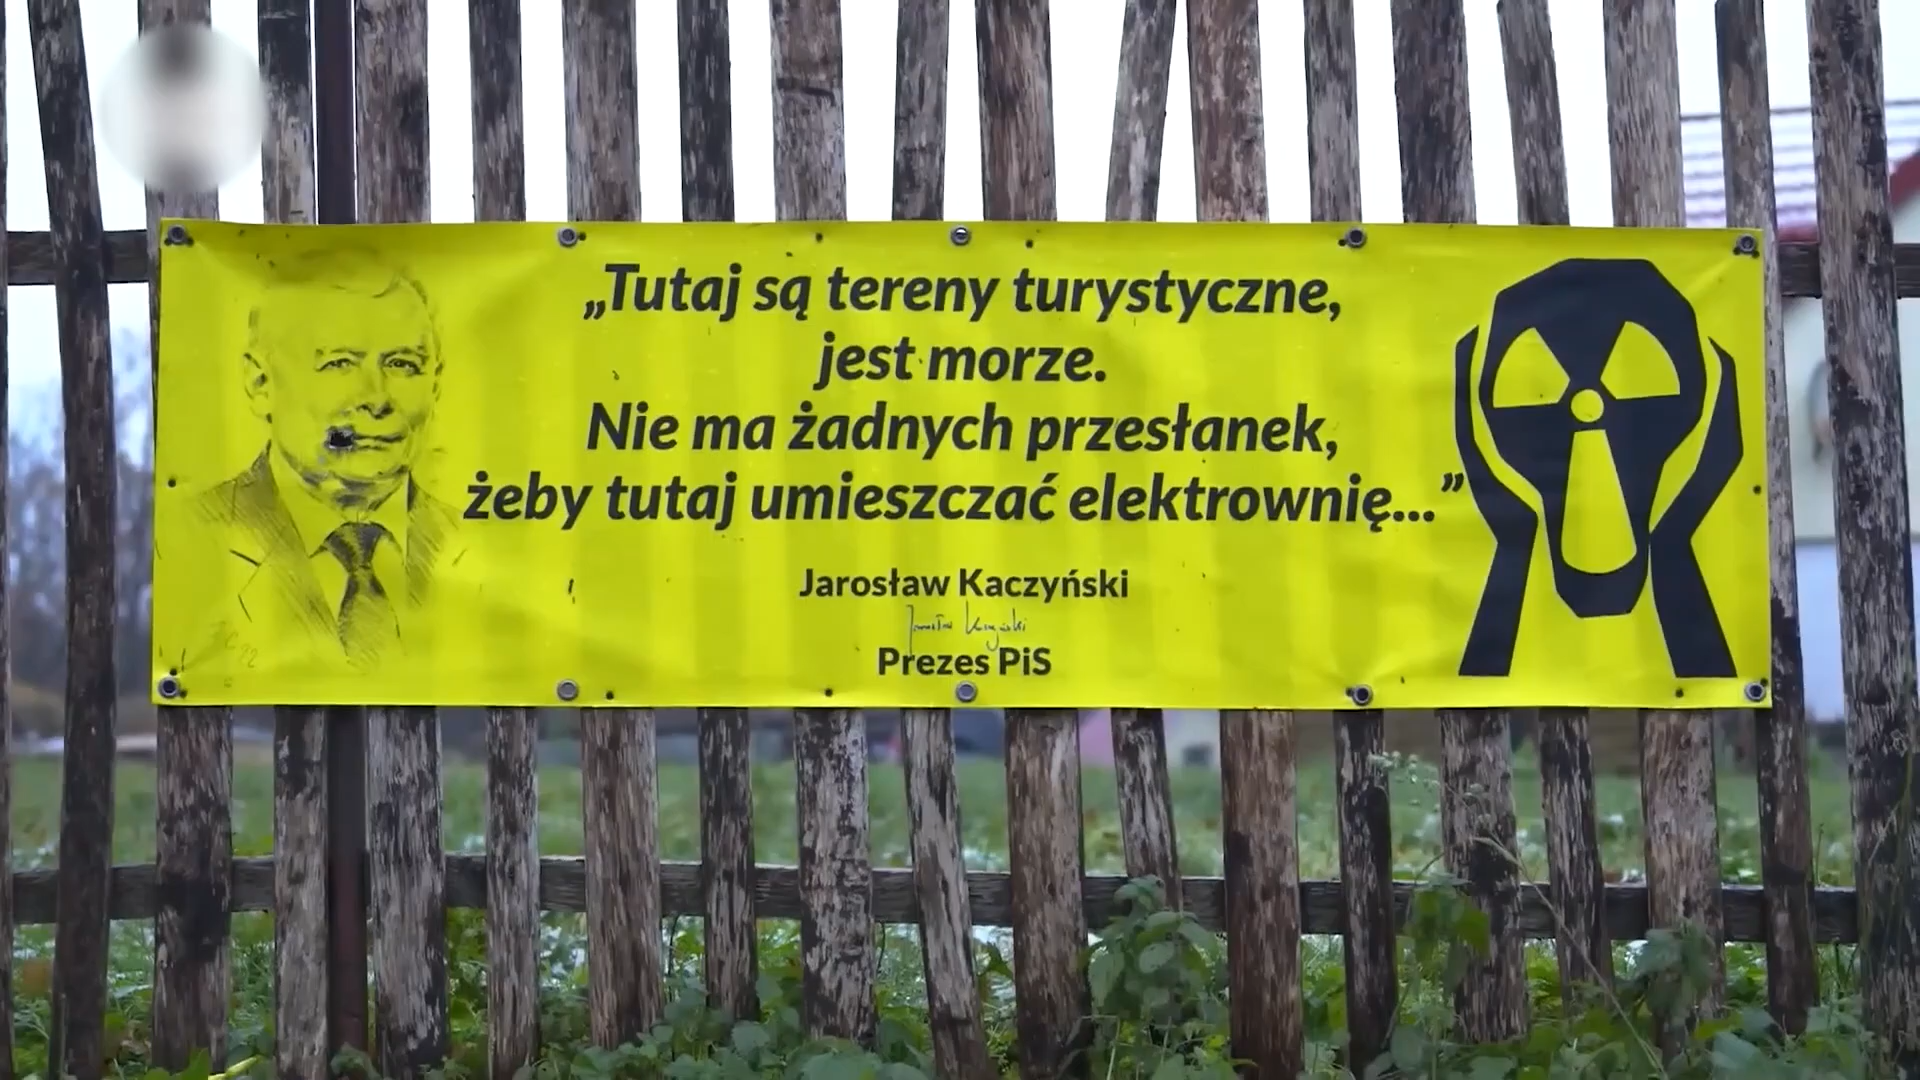 „Tutaj są tereny turystyczne,
jest morze.
Nie ma żadnych przesłanek,
żeby tutaj umieszczać elektrownię...”
Jarosław Kaczyński
Prezes PiS